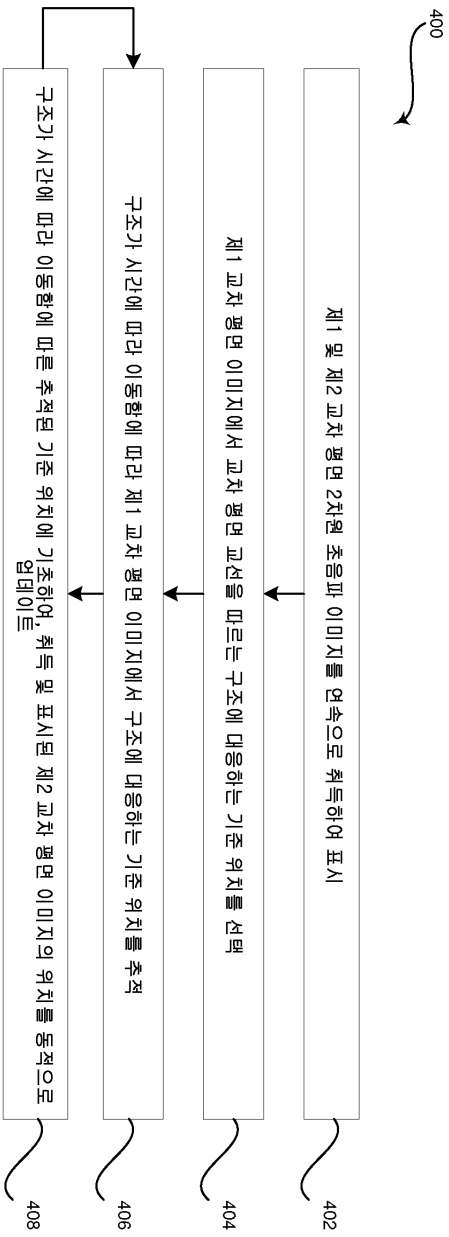 400
제1 및 제2 교차 평면 2차원 초음파 이미지를 연속으로 취득하여 표시
402
제1 교차 평면 이미지에서 교차 평면 교선을 따르는 구조에 대응하는 기준 위치를 선택
404
구조가 시간에 따라 이동함에 따라 제1 교차 평면 이미지에서 구조에 대응하는 기준 위치를 추적
406
구조가 시간에 따라 이동함에 따른 추적된 기준 위치에 기초하여, 취득 및 표시된 제2 교차 평면 이미지의 위치를 동적으로
업데이트
408